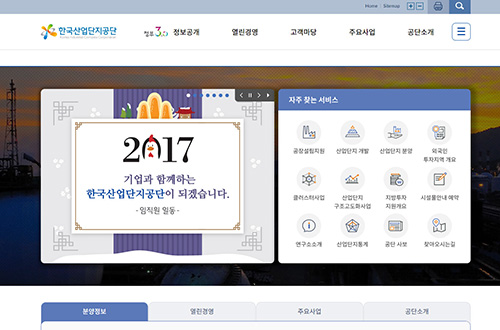 Home
Sitemap
한국산업단지공단
정부 3.0
정보공개
열린경영
고객마당
주요사업
공단소개
2017
기업과 함께하는
한국산업단지공단이 되겠습니다.
- 임직원 일동 -
자주 찾는 서비스
공장설립지원
산업단지 개발
산업단지 분양
외국인
투자지역 개요
클러스터사업
산업단지
구조고도화사업
지방투자
지원개요
시설물안내 예약
연구소소개
산업단지통계
공단 사보
찾아오시는길
분양정보
열린경영
주요사업
공단소개